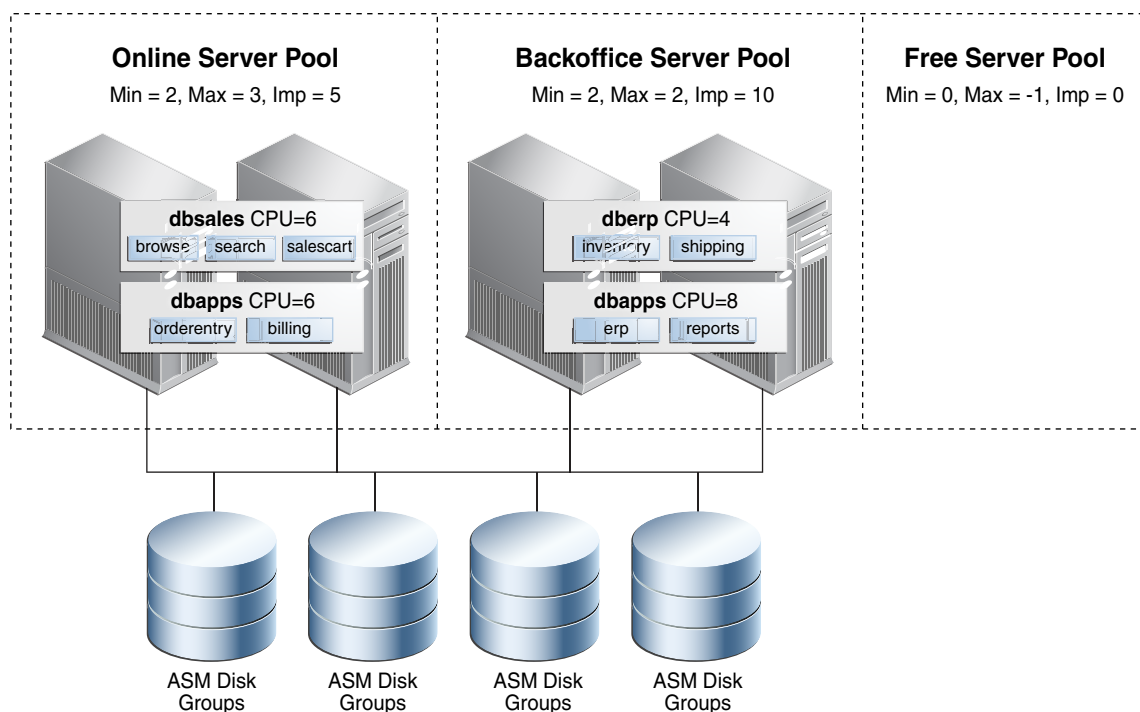 Online Server Pool
Min = 2, Max = 3, Imp = 5
Backoffice Server Pool
Min = 2, Max = 2, Imp = 10
Free Server Pool
Min = 0, Max = -1, Imp = 0
dbsales CPU=6
browse search salescart
dbapps CPU=6
orderentry billing
dberp CPU=4
inventory shipping
dbapps CPU=8
erp reports
ASM Disk
Groups
ASM Disk
Groups
ASM Disk
Groups
ASM Disk
Groups